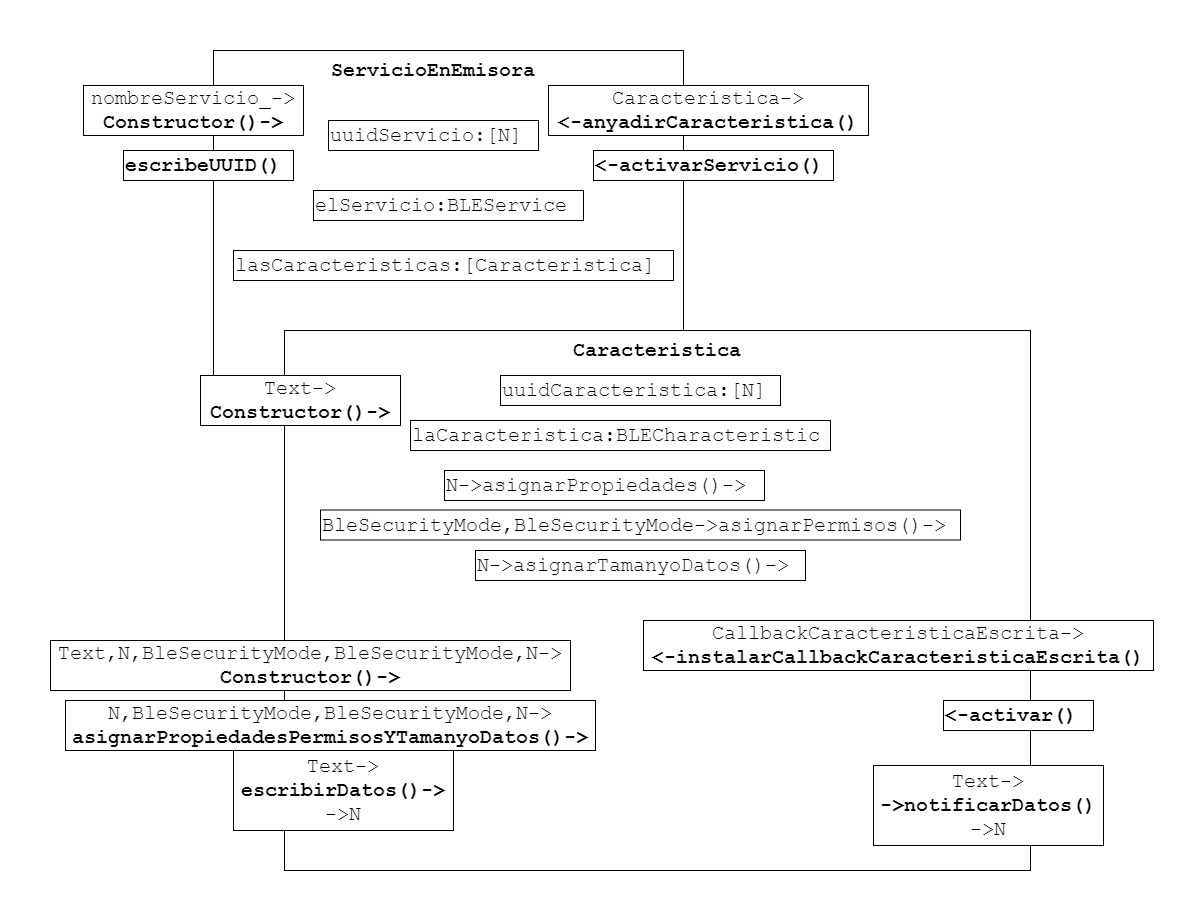 ServicioEnEmisora
nombreServicio_->
Constructor()->
Caracteristica->
<-anyadirCaracteristica()
uuidServicio:[N]
escribeUUID()
<-activarServicio()
elServicio:BLEService
lasCaracteristicas:[Caracteristica]
Caracteristica
Text->
Constructor()->
uuidCaracteristica:[N]
laCaracteristica:BLECharacteristic
N->asignarPropiedades()->
BleSecurityMode,BleSecurityMode->asignarPermisos()->
N->asignarTamanyoDatos()->
Text,N,BleSecurityMode,BleSecurityMode,N->
Constructor()->
CallbackCaracteristicaEscrita->
<-instalarCallbackCaracteristicaEscrita()
N,BleSecurityMode,BleSecurityMode,N->
asignarPropiedadesPermisosYTamanyoDatos()->
<-activar()
Text->
escribirDatos()->
->N
Text->
->notificarDatos()
->N